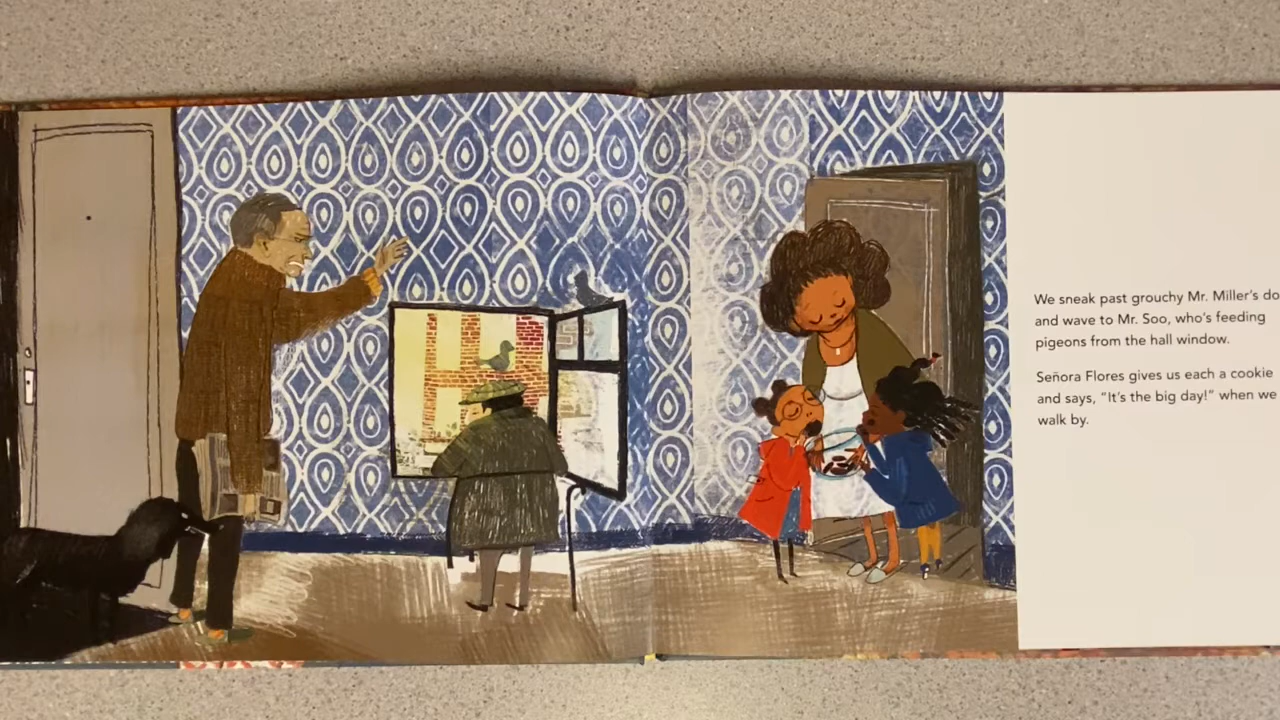 We sneak past grouchy Mr. Miller's do
and wave to Mr. Soo, who's feeding
pigeons from the hall window.
Señora Flores gives us each a cookie
and says, “It's the big day!” when we
walk by.